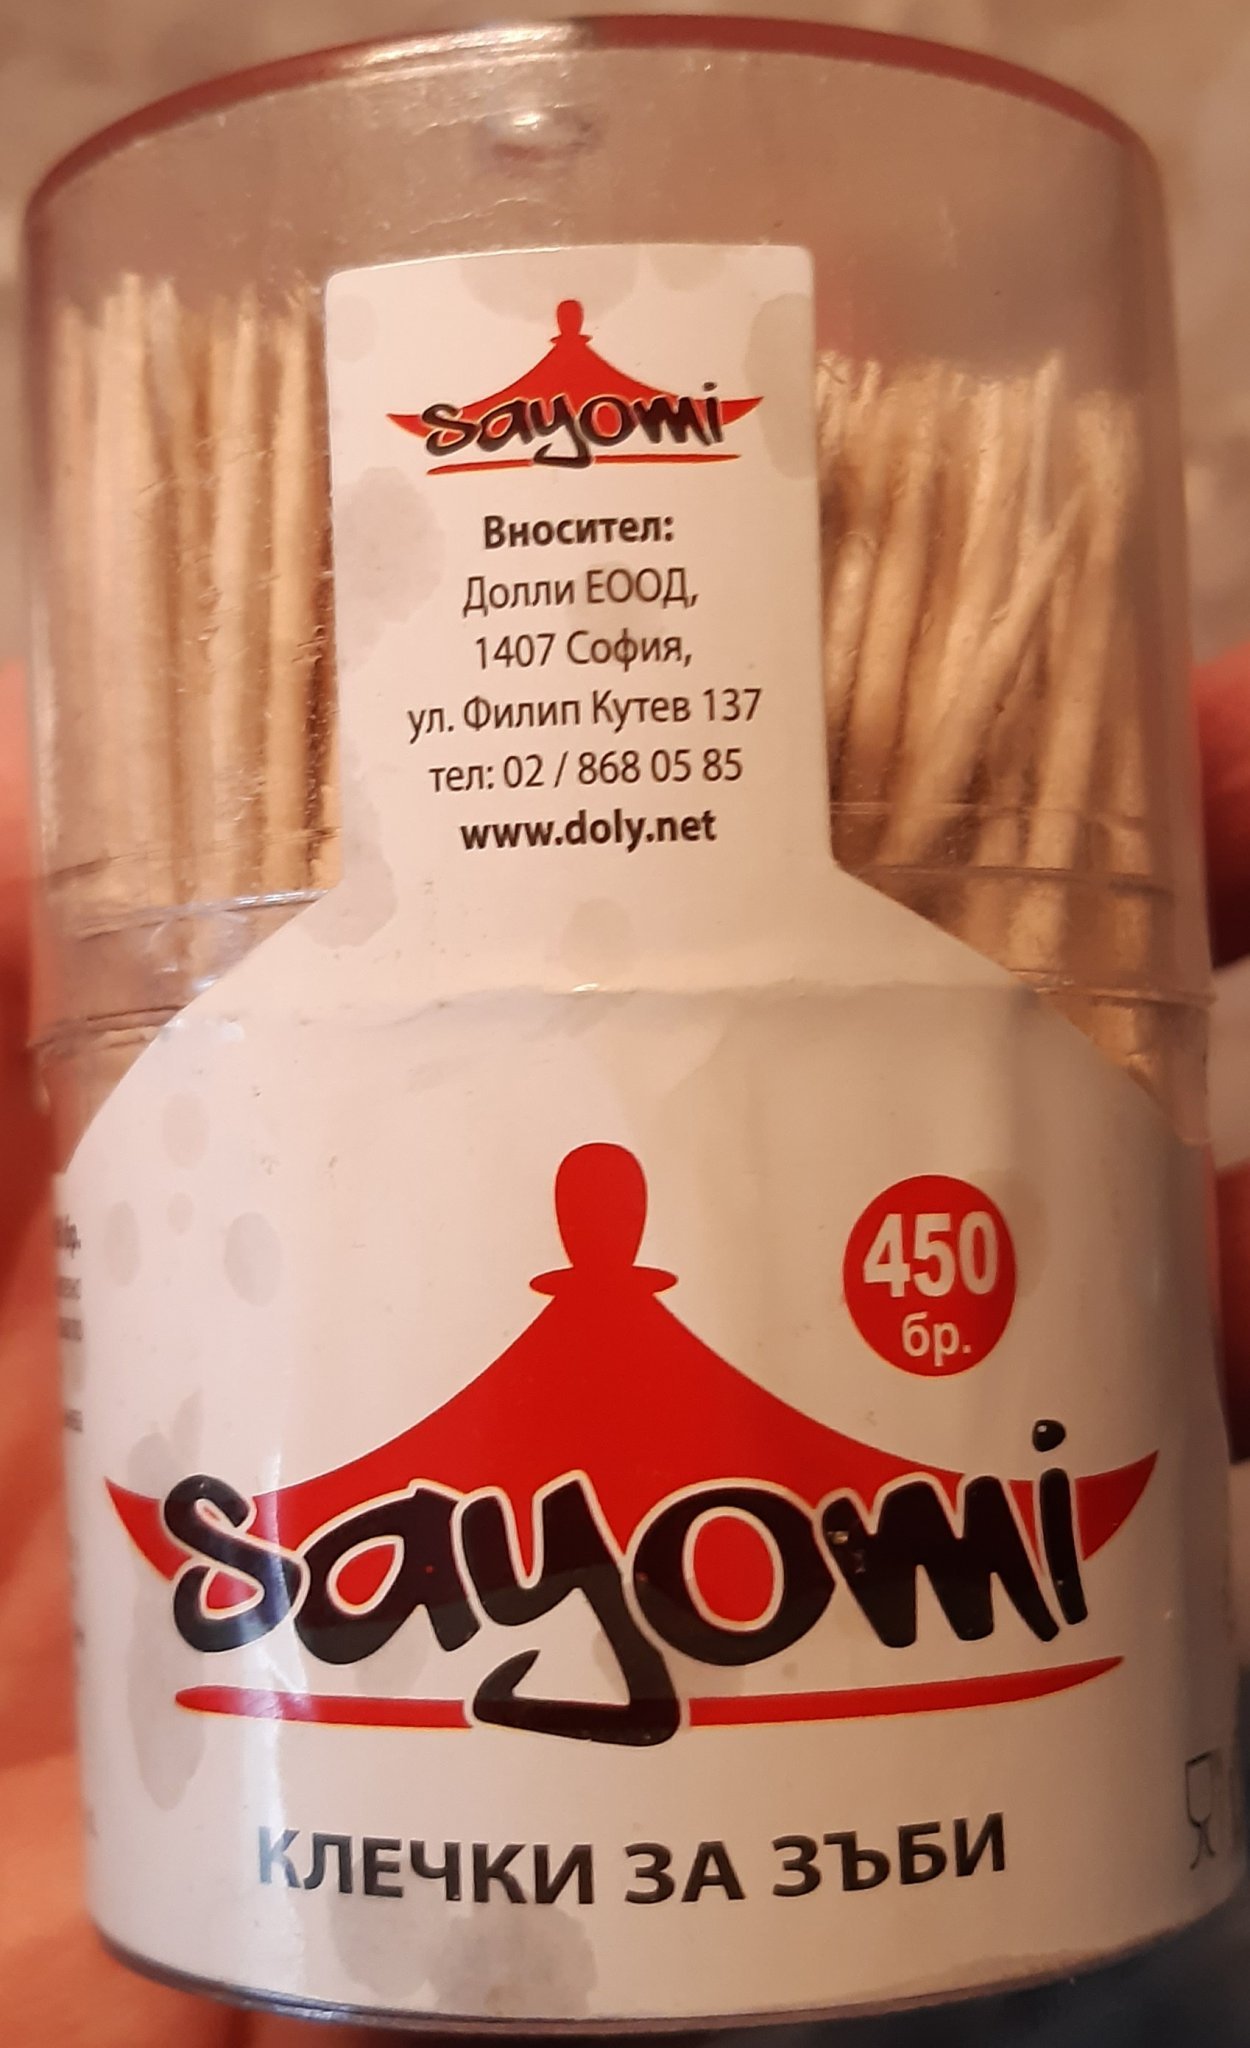 sayomi
Вносител:
Долли ЕООД,
1407 София,
ул. Филип Кутев 137
тел: 02 / 868 05 85
www.doly.net
450
бр.
sayomi
КЛЕЧКИ ЗА ЗЪБИ